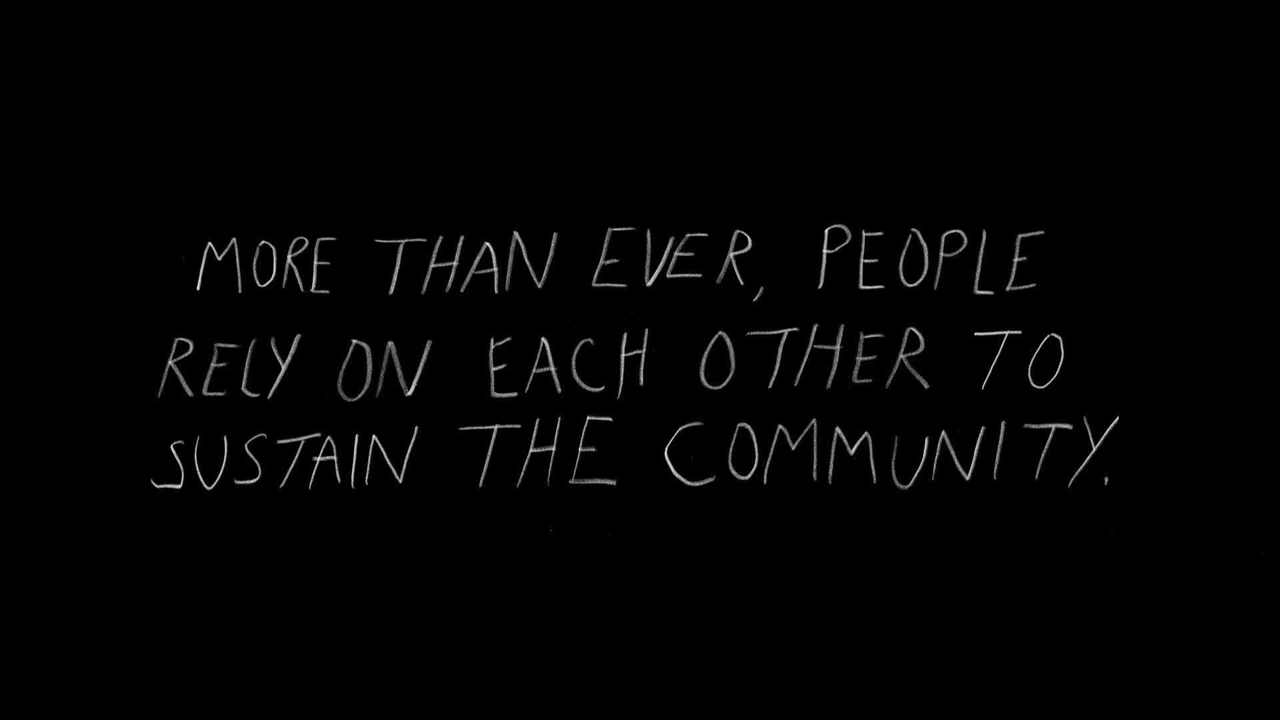 MORE THAN EVER, PEOPLE
RELY ON EACH OTHER TO
SUSTAIN THE COMMUNITY.